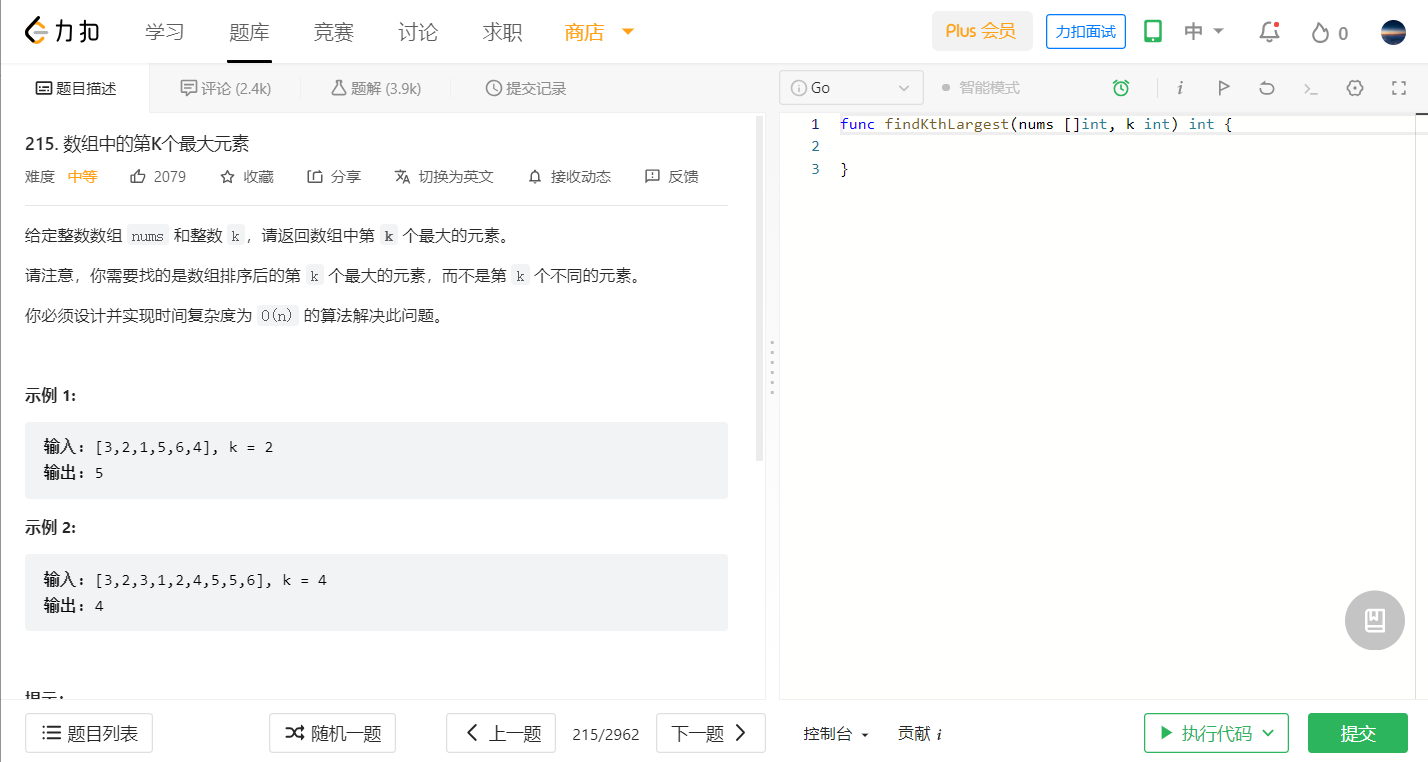 力扣 学习 题库 竞赛 讨论 求职 商店 Plus 会员 力扣面试 中 0
题目描述 评论 (2.4k) 题解 (3.9k) 提交记录
i Go 智能模式 i
215. 数组中的第K个最大元素
难度 中等 2079 收藏 分享 切换为英文 接收动态 反馈
给定整数数组 nums 和整数 k，请返回数组中第 k 个最大的元素。
请注意，你需要找的是数组排序后的第 k 个最大的元素，而不是第 k 个不同的元素。
你必须设计并实现时间复杂度为 O(n) 的算法解决此问题。
示例 1:
输入: [3,2,1,5,6,4], k = 2
输出: 5
示例 2:
输入: [3,2,3,1,2,4,5,5,6], k = 4
输出: 4
提示:
1 func findKthLargest(nums []int, k int) int {
2
3 }
题目列表 随机一题 上一题 215/2962 下一题
控制台 贡献 i 执行代码 提交